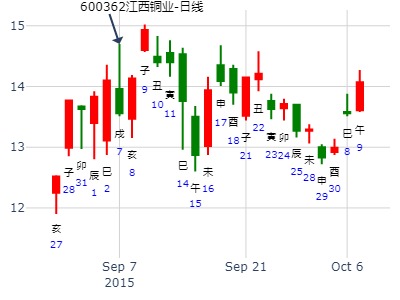 600362江西铜业-日线
15
14
13
12
亥
27
子
28
卯
31
辰
1
巳
2
戌
7
亥
8
子
9
丑
10
寅
11
巳
14
午
15
未
16
申
17
酉
18
子
21
丑
22
寅
23
卯
24
辰
25
未
28
申
29
酉
30
巳
8
午
9
Sep 7
2015
Sep 21
Oct 6